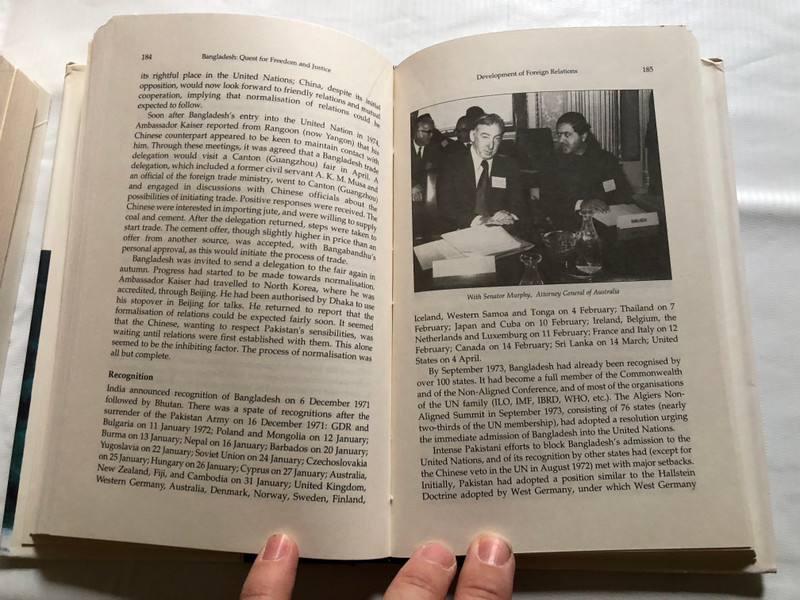 184
Bangladesh: Quest for Freedom and Justice
its rightful place in the United Nations; China, despite its initial
opposition, would now look forward to friendly relations and mutual
cooperation, implying that normalisation of relations could be
expected to follow.
Soon after Bangladesh's entry into the United Nation in 1974,
Ambassador Kaiser reported from Rangoon (now Yangon) that his
Chinese counterpart appeared to be keen to maintain contact with
him. Through these meetings, it was agreed that a Bangladesh trade
delegation would visit a Canton (Guangzhou) fair in April. A
delegation, which included a former civil servant A. K. M. Musa and
an official of the foreign trade ministry, went to Canton (Guangzhou)
and engaged in discussions with Chinese officials about the
possibilities of initiating trade. Positive responses were received. The
Chinese were interested in importing jute, and were willing to supply
coal and cement. After the delegation returned, steps were taken to
start trade. The cement offer, though slightly higher in price than an
offer from another source, was accepted, with Bangabandhu's
personal approval, as this would initiate the process of trade.
Bangladesh was invited to send a delegation to the fair again in
autumn. Progress had started to be made towards normalisation.
Ambassador Kaiser had travelled to North Korea, where he was
accredited, through Beijing. He had been authorised by Dhaka to use
his stopover in Beijing for talks. He returned to report that the
formalisation of relations could be expected fairly soon. It seemed
that the Chinese, wanting to respect Pakistan's sensibilities, was
waiting until relations were first established with them. This alone
seemed to be the inhibiting factor. The process of normalisation was
all but complete.
Recognition
India announced recognition of Bangladesh on 6 December 1971
followed by Bhutan. There was a spate of recognitions after the
surrender of the Pakistan Army on 16 December 1971: GDR and
Bulgaria on 11 January 1972; Poland and Mongolia on 12 January;
Burma on 13 January; Nepal on 16 January; Barbados on 20 January;
Yugoslavia on 22 January; Soviet Union on 24 January; Czechoslovakia
on 25 January; Hungary on 26 January; Cyprus on 27 January; Australia,
New Zealand, Fiji, and Cambodia on 31 January; United Kingdom,
Western Germany, Australia, Denmark, Norway, Sweden, Finland,
Development of Foreign Relations
185
With Senator Murphy, Attorney General of Australia
Iceland, Western Samoa and Tonga on 4 February; Thailand on 7
February; Japan and Cuba on 10 February; Ireland, Belgium, the
Netherlands and Luxemburg on 11 February; France and Italy on 12
February; Canada on 14 February; Sri Lanka on 14 March; United
States on 4 April.
By September 1973, Bangladesh had already been recognised by
over 100 states. It had become a full member of the Commonwealth
and of the Non-Aligned Conference, and of most of the organisations
of the UN family (ILO, IMF, IBRD, WHO, etc.). The Algiers Non-
Aligned Summit in September 1973, consisting of 76 states (nearly
two-thirds of the UN membership), had adopted a resolution urging
the immediate admission of Bangladesh into the United Nations.
Intense Pakistani efforts to block Bangladesh's admission to the
United Nations, and of its recognition by other states had (except for
the Chinese veto in the UN in August 1972) met with major setbacks.
Initially, Pakistan had adopted a position similar to the Hallstein
Doctrine adopted by West Germany, under which West Germany